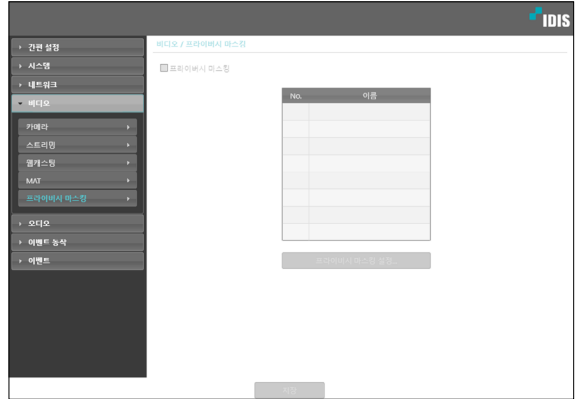 IDIS
간편 설정
비디오 / 프라이버시 마스킹
시스템
프라이버시 마스킹
네트워크
비디오
No. 이름
카메라
스트리밍
웹캐스팅
MAT
프라이버시 마스킹
오디오
이벤트 동작
이벤트
프라이버시 마스킹 설정...
저장